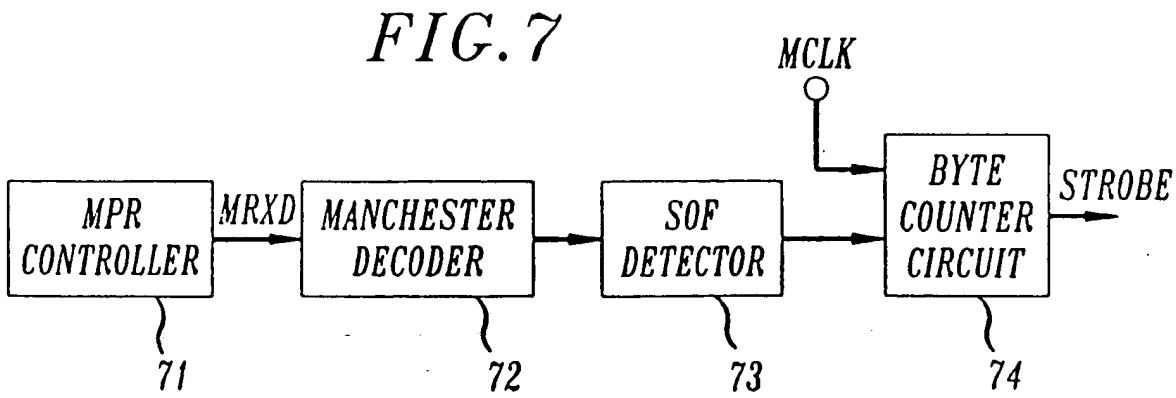 FIG. 7
MCLK
MPR
CONTROLLER
MRXD
MANCHESTER
DECODER
SOF
DETECTOR
BYTE
COUNTER
CIRCUIT
STROBE
71
72
73
74